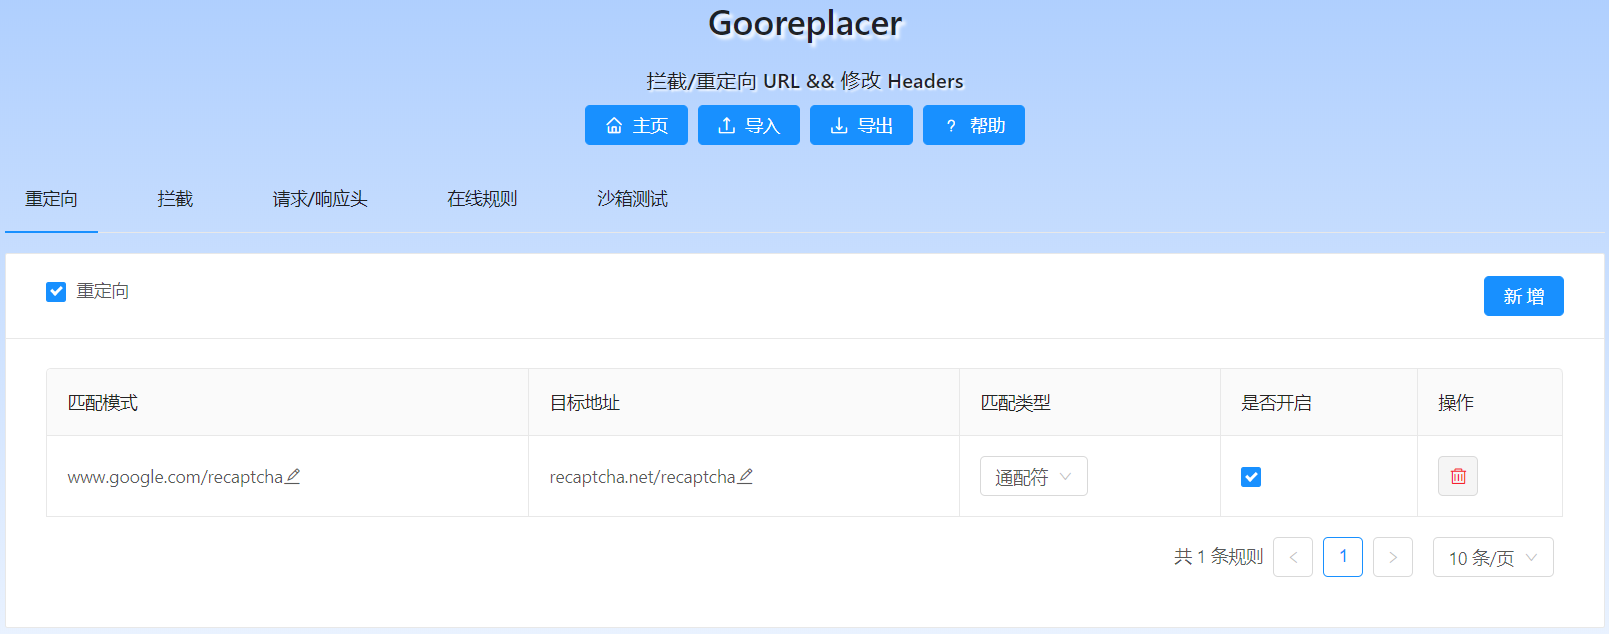 Gooreplacer
拦截/重定向 URL && 修改 Headers
主页 导入 导出 ? 帮助
重定向 拦截 请求/响应头 在线规则 沙箱测试
重定向 新 增
匹配模式 目标地址 匹配类型 是否开启 操作
www.google.com/recaptcha recaptcha.net/recaptcha 通配符
共 1 条规则 < 1 > 10 条/页